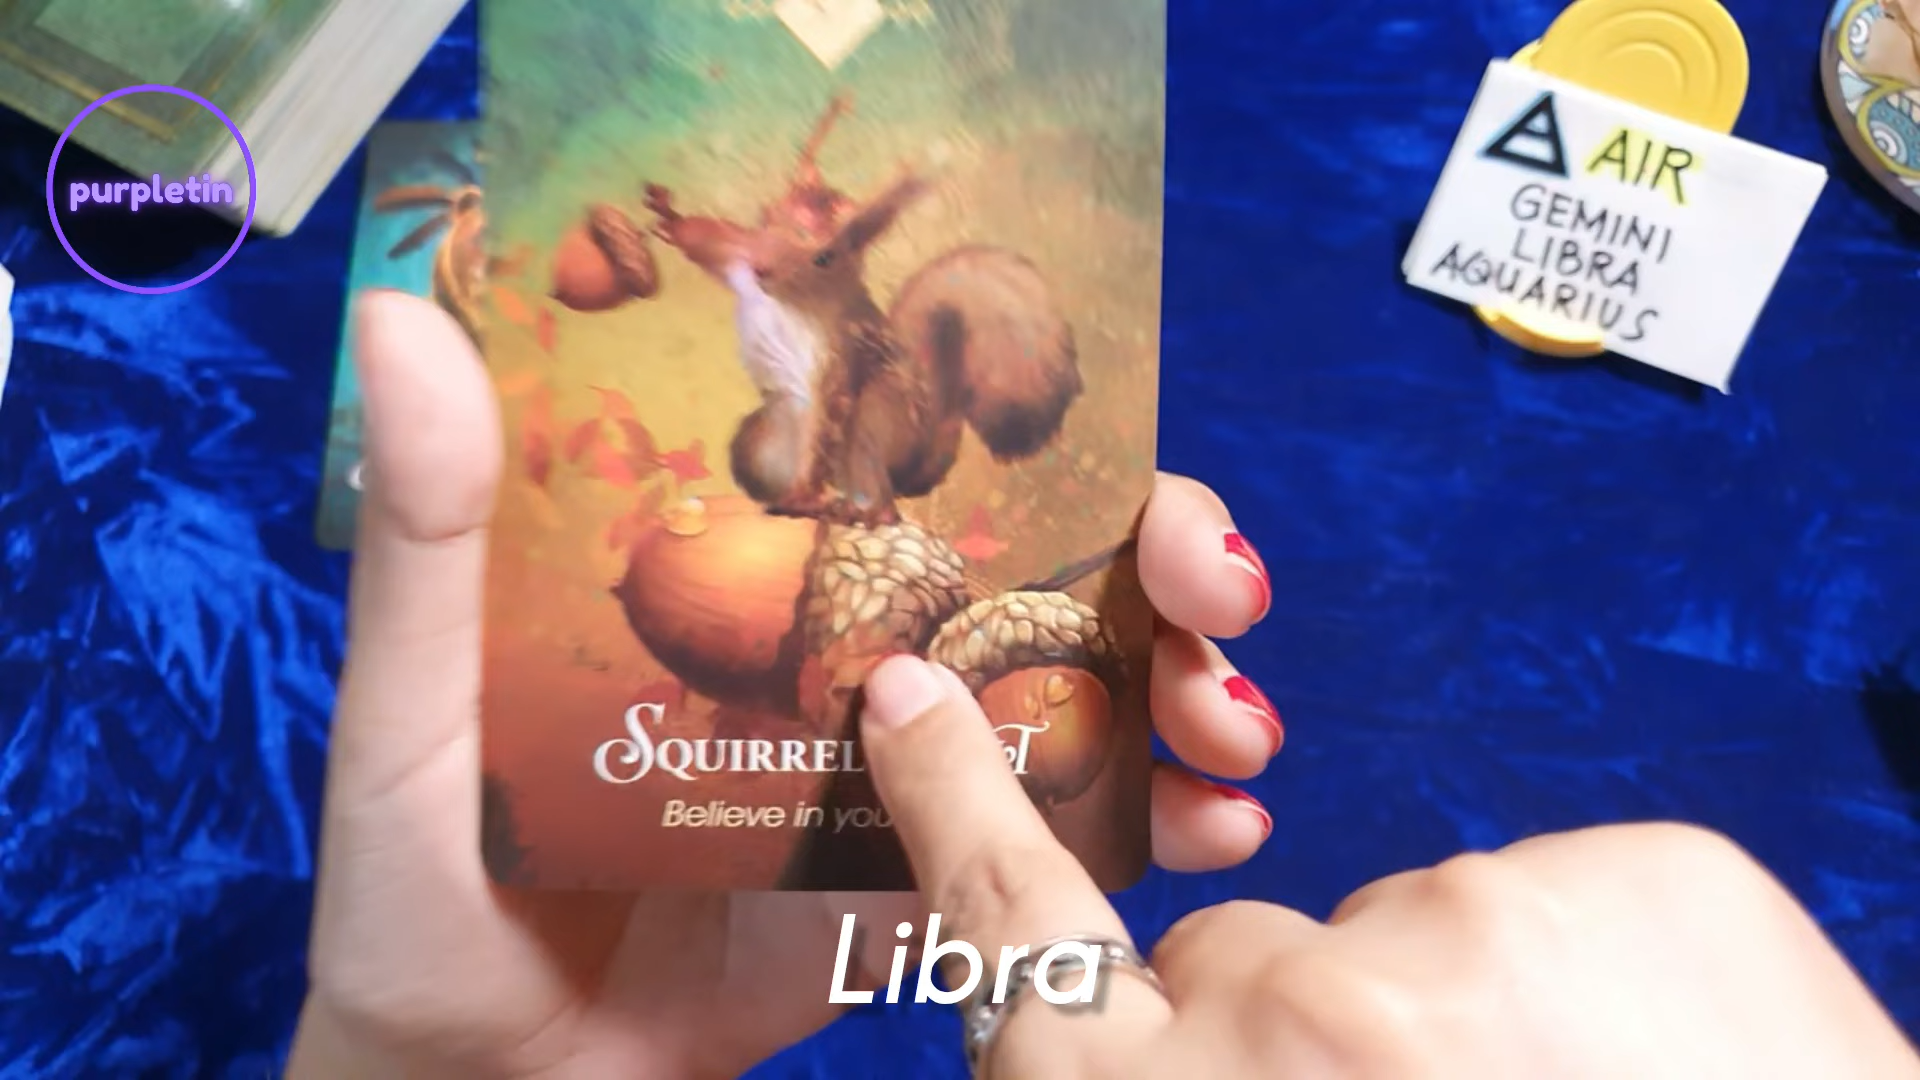 purpletin
AIR
GEMINI
LIBRA
AQUARIUS
SQUIRREL
Believe in you
Libra